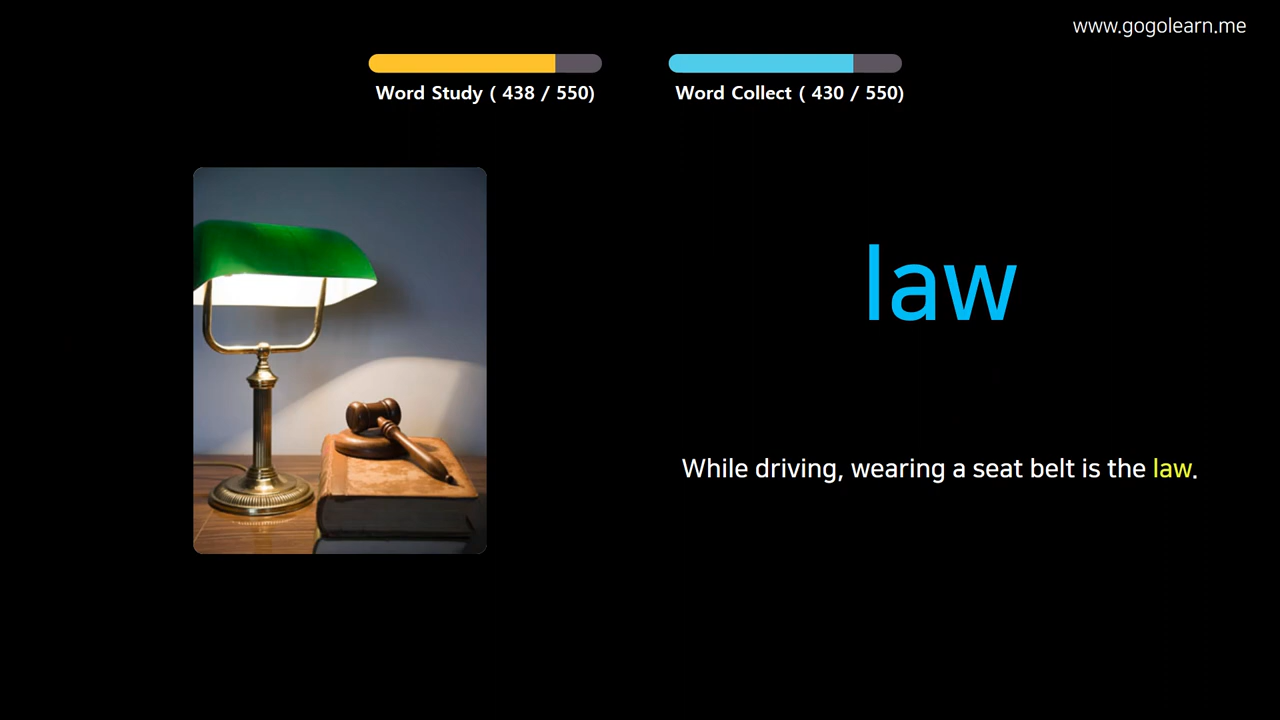 www.gogolearn.me
Word Study ( 438 / 550)
Word Collect ( 430 / 550)
law
While driving, wearing a seat belt is the law.